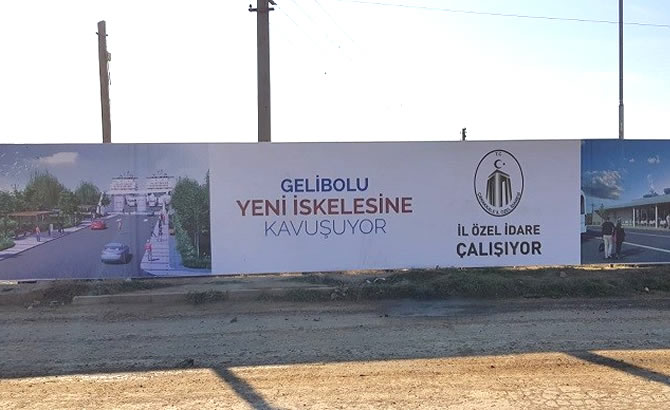 GELİBOLU
YENİ İSKELESİNE
KAVUŞUYOR
T.C.
İL ÖZEL İDARE
ÇALIŞIYOR